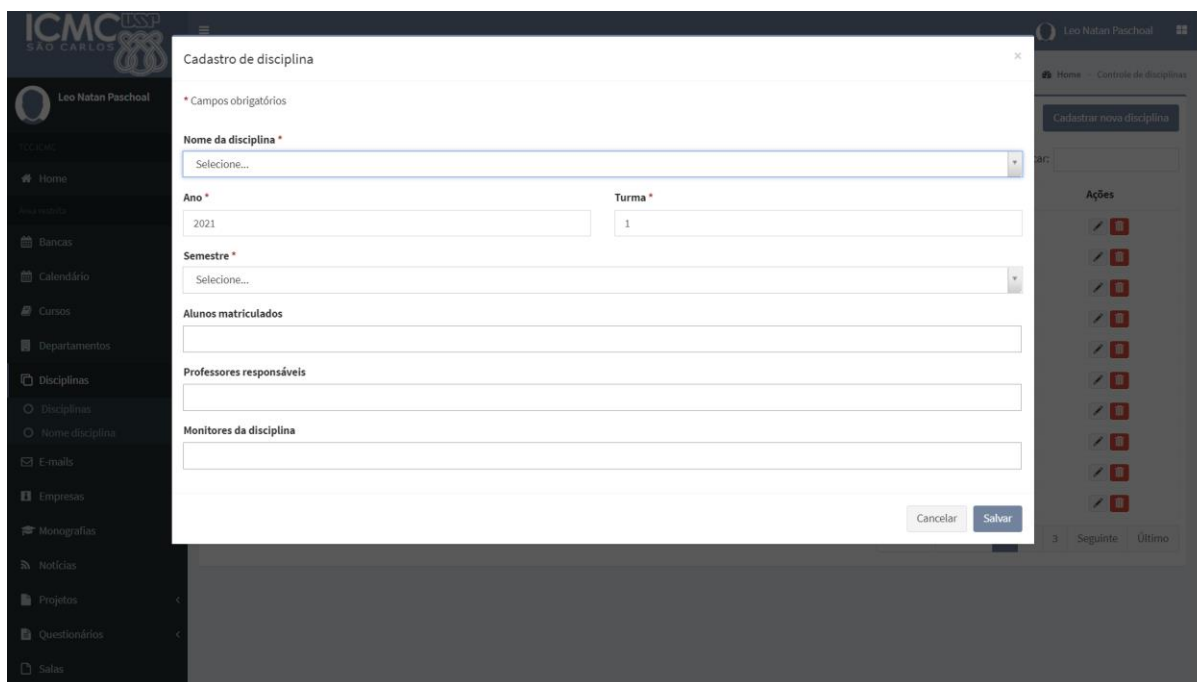 ICMC USP
SÃO CARLOS
Leo Natan Paschoal
Home
Bancas
Calendário
Cursos
Departamentos
Disciplinas
Disciplinas
Nome disciplina
E-mails
Empresas
Monografias
Notícias
Projetos
Questionários
Salas
Leo Natan Paschoal
Home > Controle de disciplinas
Cadastrar nova disciplina
car:
Ações
Cadastro de disciplina ×
* Campos obrigatórios
Nome da disciplina *
Selecione...
Ano * Turma *
2021 1
Semestre *
Selecione...
Alunos matriculados
Professores responsáveis
Monitores da disciplina
Cancelar Salvar
3 Seguinte Último